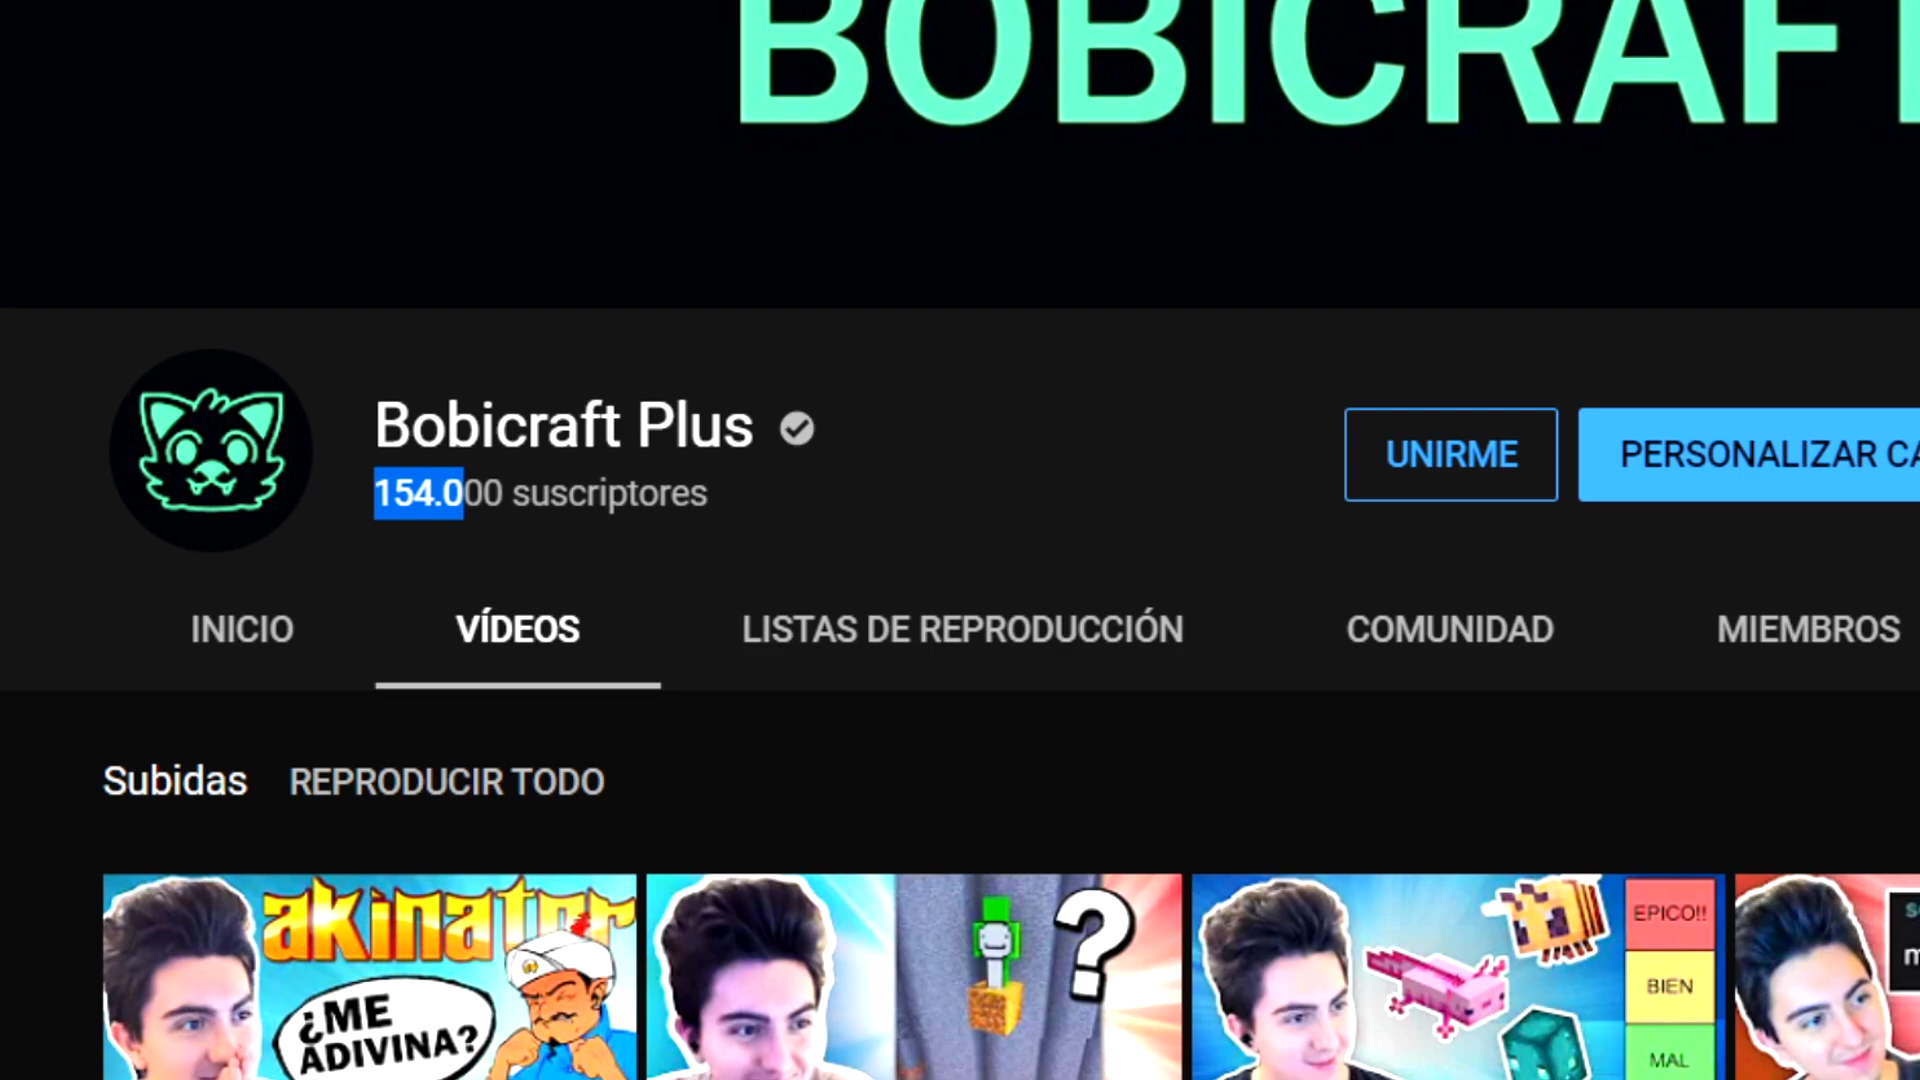 BOBICRAFT
Bobicraft Plus
154.000 suscriptores
UNIRME
PERSONALIZAR CA
INICIO
VÍDEOS
LISTAS DE REPRODUCCIÓN
COMUNIDAD
MIEMBROS
Subidas
REPRODUCIR TODO
akinator
¿ME
ADIVINA?
?
EPICO!!
BIEN
MAL